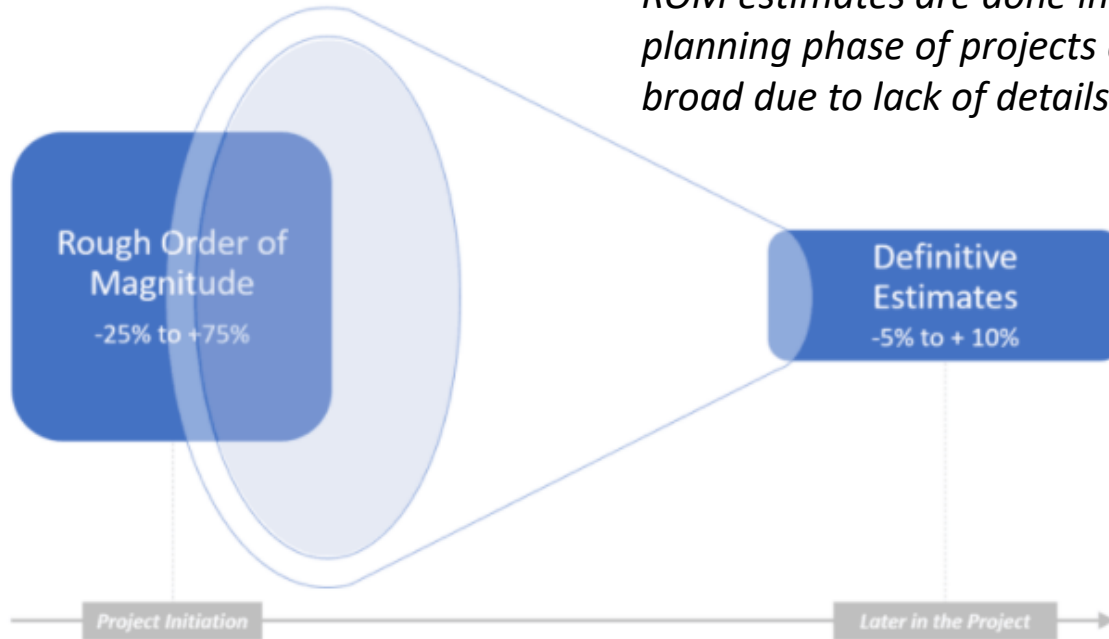 ROM estimates are done in
planning phase of projects
broad due to lack of details
Rough Order of
Magnitude
-25% to +75%
Definitive
Estimates
-5% to + 10%
Project Initiation
Later in the Project